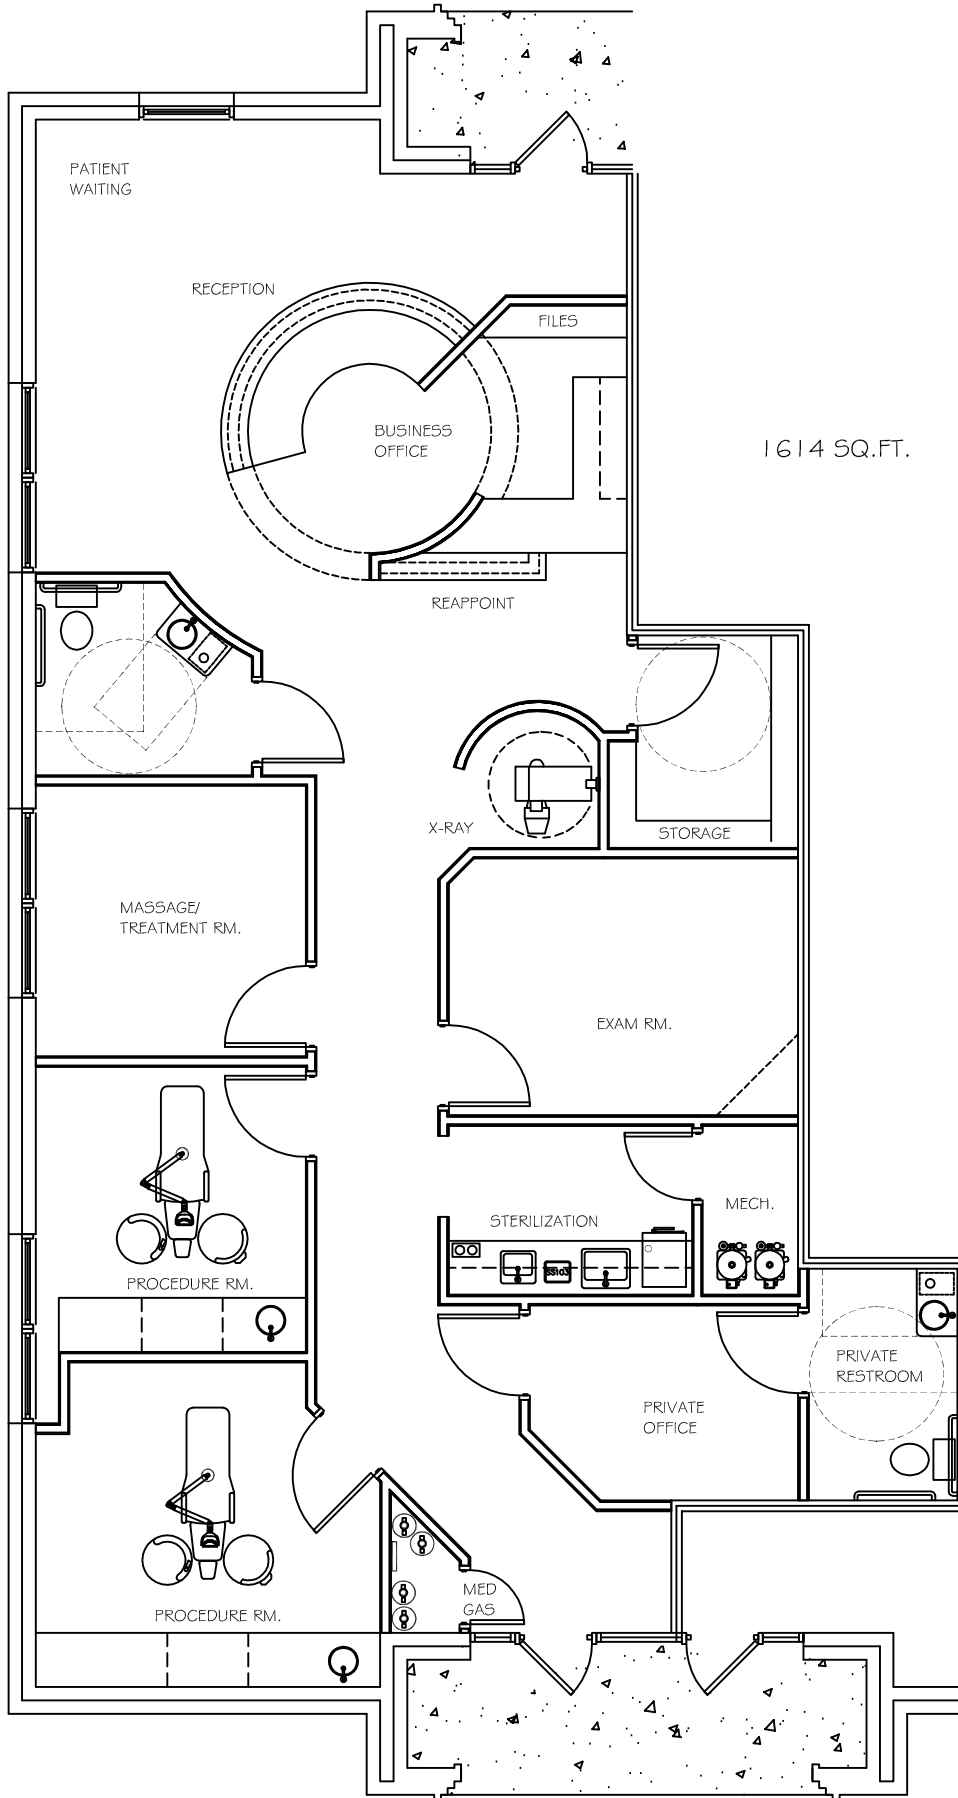 PATIENT
WAITING
RECEPTION
FILES
BUSINESS
OFFICE
1614 SQ.FT.
REAPPOINT
X-RAY
STORAGE
MASSAGE/
TREATMENT RM.
EXAM RM.
MECH.
STERILIZATION
SS103
PROCEDURE RM.
PRIVATE
RESTROOM
PRIVATE
OFFICE
MED
GAS
PROCEDURE RM.